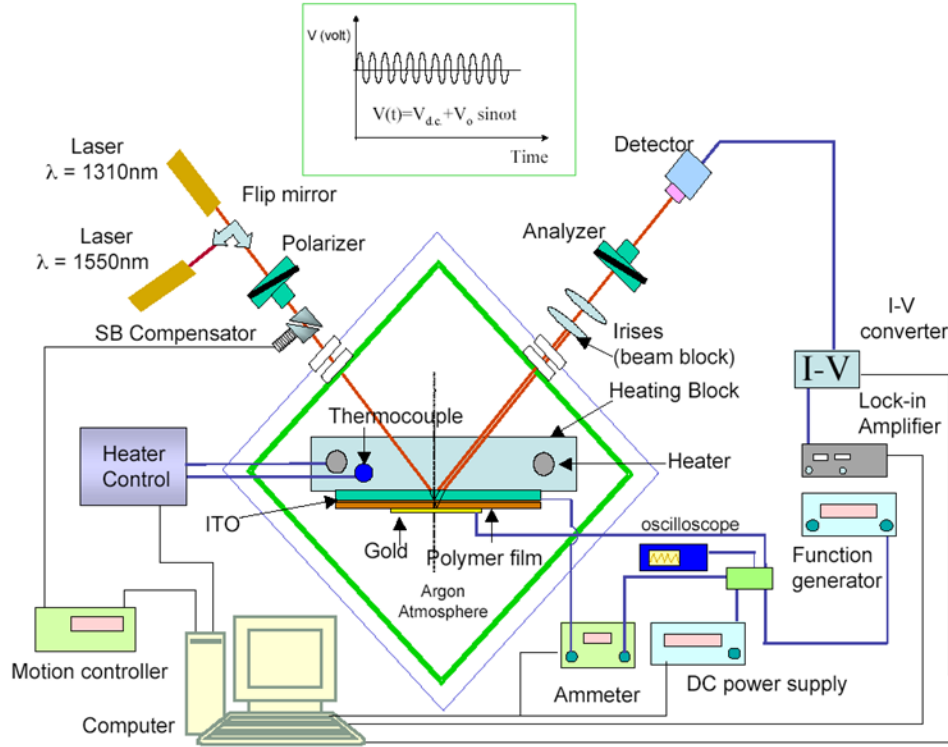 V (volt)
V(t)=V_d.c.+V_o sinωt
Time
Laser
λ = 1310nm
Flip mirror
Laser
λ = 1550nm
Polarizer
SB Compensator
Detector
Analyzer
Irises
(beam block)
I-V
converter
I-V
Lock-in
Amplifier
Heating Block
Thermocouple
Heater
Control
Heater
ITO
Gold
Polymer film
Argon
Atmosphere
oscilloscope
Function
generator
Motion controller
Computer
Ammeter
DC power supply